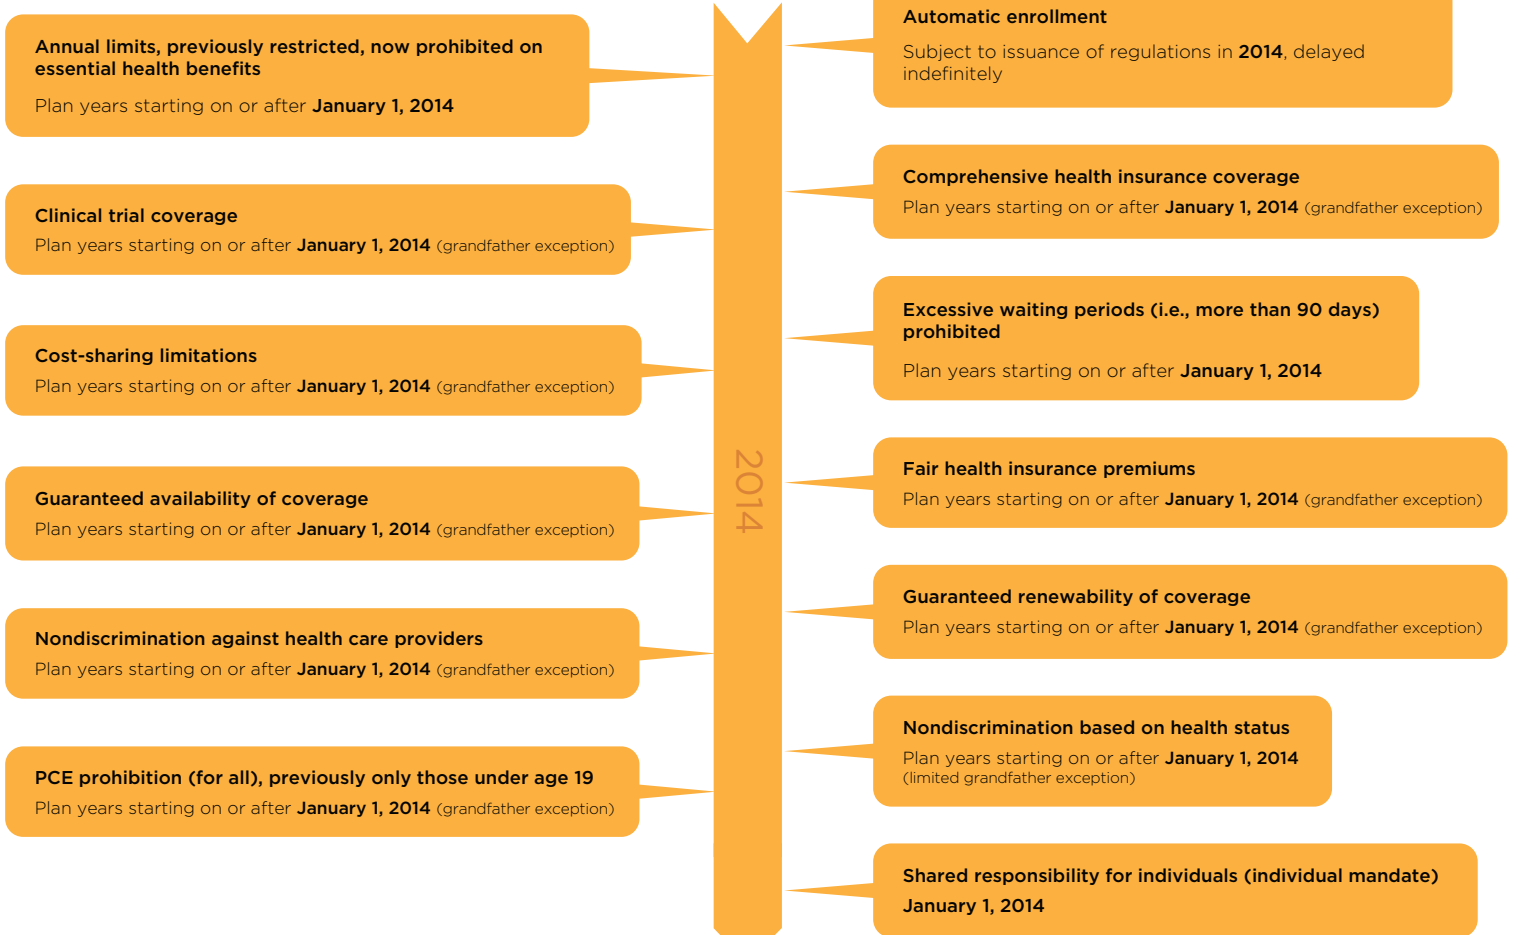 Annual limits, previously restricted, now prohibited on
essential health benefits
Plan years starting on or after January 1, 2014
Clinical trial coverage
Plan years starting on or after January 1, 2014 (grandfather exception)
Cost-sharing limitations
Plan years starting on or after January 1, 2014 (grandfather exception)
Guaranteed availability of coverage
Plan years starting on or after January 1, 2014 (grandfather exception)
Nondiscrimination against health care providers
Plan years starting on or after January 1, 2014 (grandfather exception)
PCE prohibition (for all), previously only those under age 19
Plan years starting on or after January 1, 2014 (grandfather exception)
2014
Automatic enrollment
Subject to issuance of regulations in 2014, delayed
indefinitely
Comprehensive health insurance coverage
Plan years starting on or after January 1, 2014 (grandfather exception)
Excessive waiting periods (i.e., more than 90 days)
prohibited
Plan years starting on or after January 1, 2014
Fair health insurance premiums
Plan years starting on or after January 1, 2014 (grandfather exception)
Guaranteed renewability of coverage
Plan years starting on or after January 1, 2014 (grandfather exception)
Nondiscrimination based on health status
Plan years starting on or after January 1, 2014
(limited grandfather exception)
Shared responsibility for individuals (individual mandate)
January 1, 2014